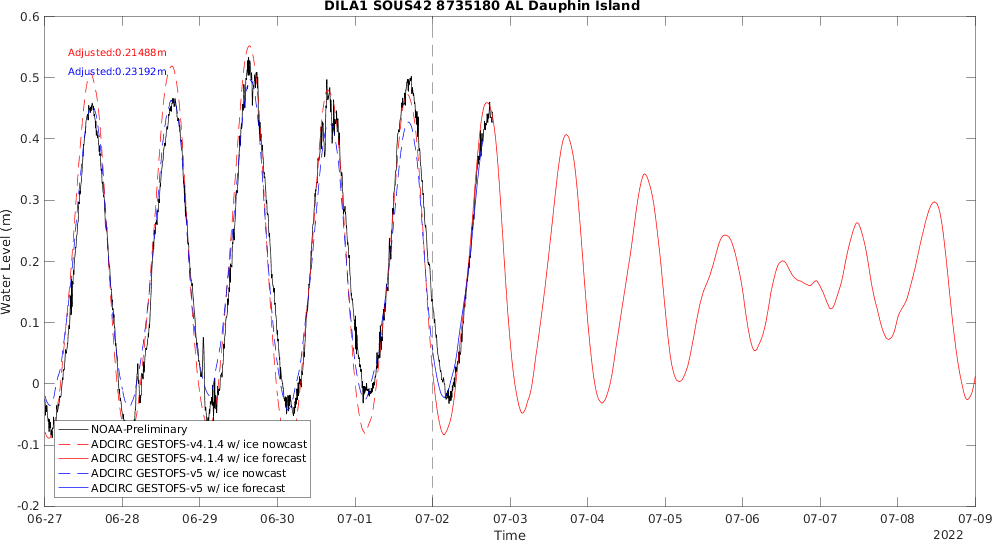 DILA1 SOUS42 8735180 AL Dauphin Island
Adjusted:0.21488m
Adjusted:0.23192m
Water Level (m)
0.6
0.5
0.4
0.3
0.2
0.1
0
-0.1
-0.2
NOAA-Preliminary
ADCIRC GESTOFS-v4.1.4 w/ ice nowcast
ADCIRC GESTOFS-v4.1.4 w/ ice forecast
ADCIRC GESTOFS-v5 w/ ice nowcast
ADCIRC GESTOFS-v5 w/ ice forecast
06-27 06-28 06-29 06-30 07-01 07-02 07-03 07-04 07-05 07-06 07-07 07-08 07-09
Time
2022